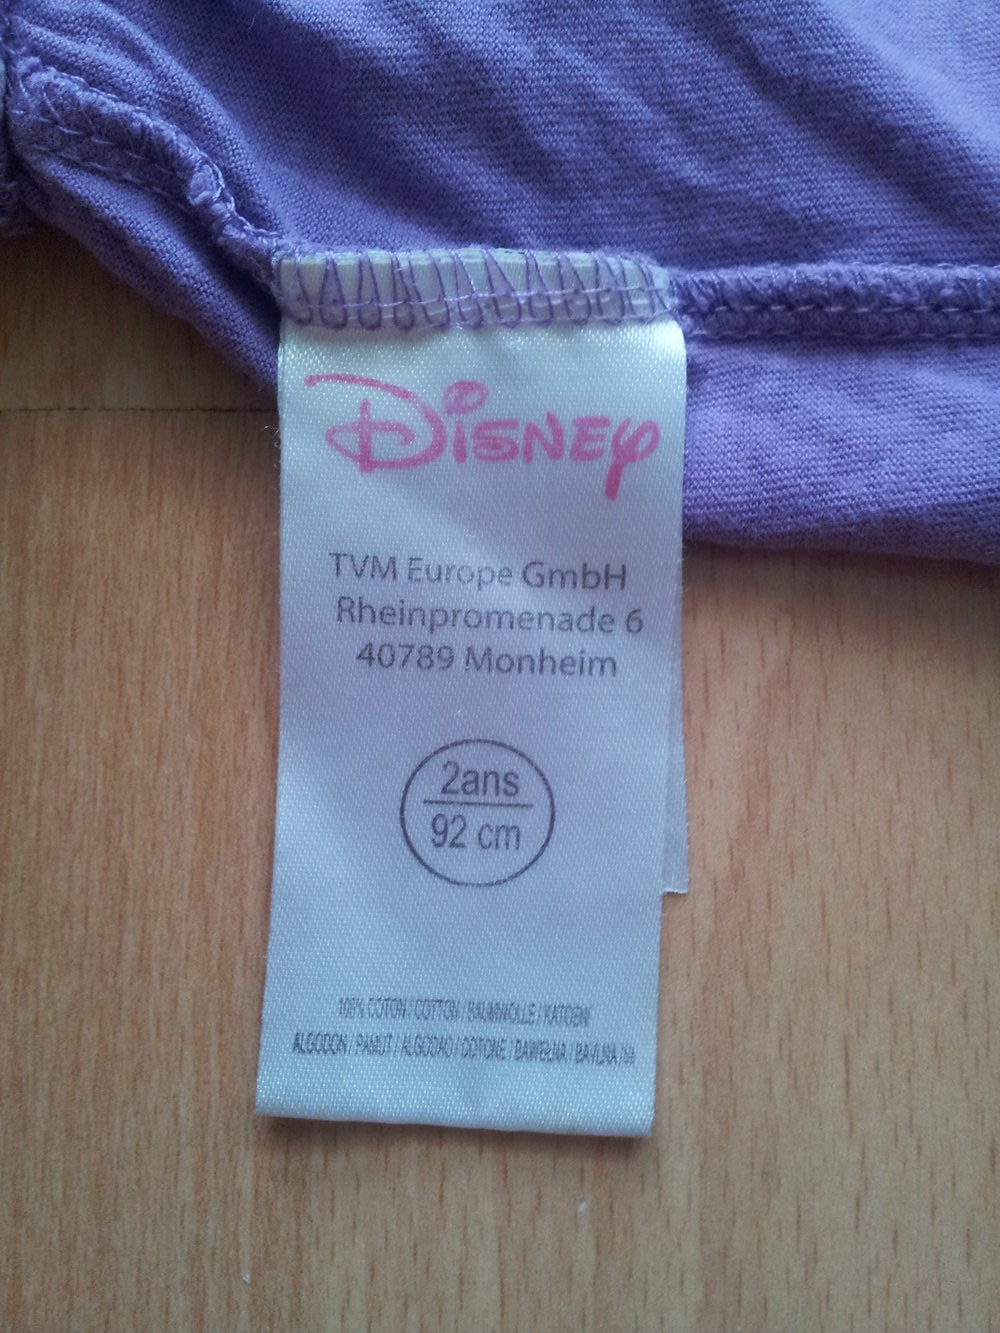 Disney
TVM Europe GmbH
Rheinpromenade 6
40789 Monheim
2ans
92 cm
100% COTON / COTTON / BAUMWOLLE / KATOEN
ALGODON / PAMUT / ALGODAO / COTONE / BAWEŁNA / BAVLNA /